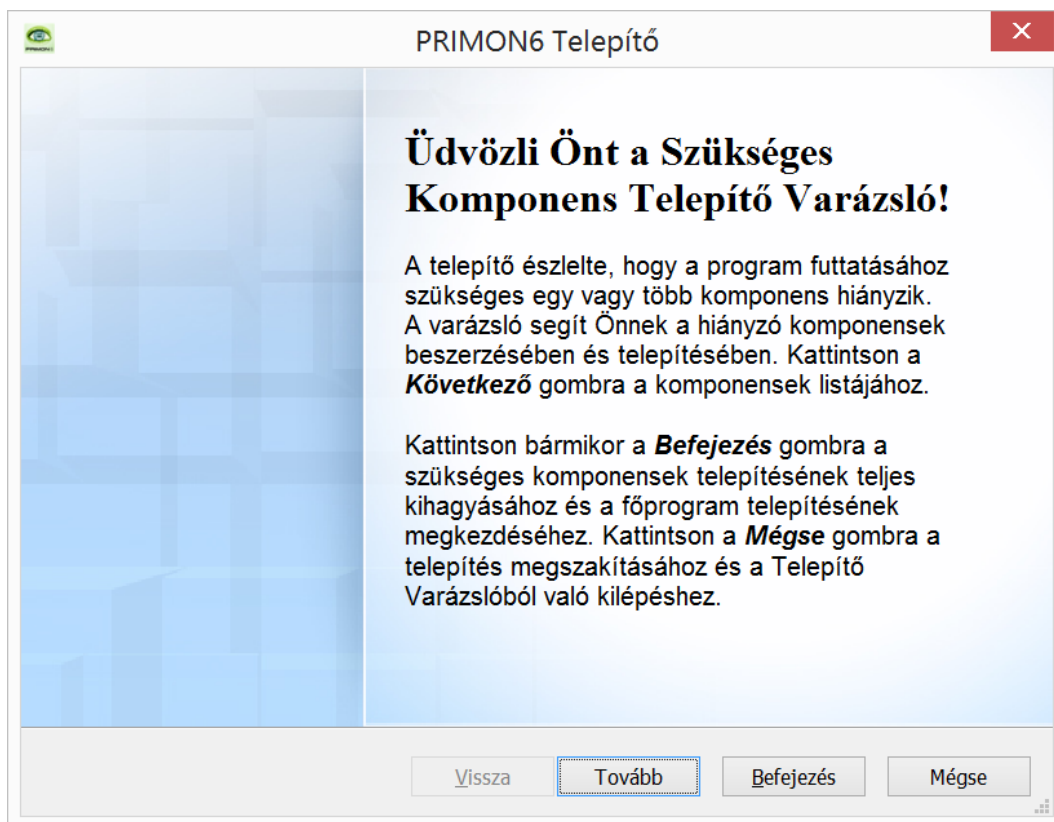 PRIMON6 Telepítő
Üdvözli Önt a Szükséges
Komponens Telepítő Varázsló!
A telepítő észlelte, hogy a program futtatásához
szükséges egy vagy több komponens hiányzik.
A varázsló segít Önnek a hiányzó komponensek
beszerzésében és telepítésében. Kattintson a
Következő gombra a komponensek listájához.
Kattintson bármikor a Befejezés gombra a
szükséges komponensek telepítésének teljes
kihagyásához és a főprogram telepítésének
megkezdéséhez. Kattintson a Mégse gombra a
telepítés megszakításához és a Telepítő
Varázslóból való kilépéshez.
Vissza
Tovább
Befejezés
Mégse